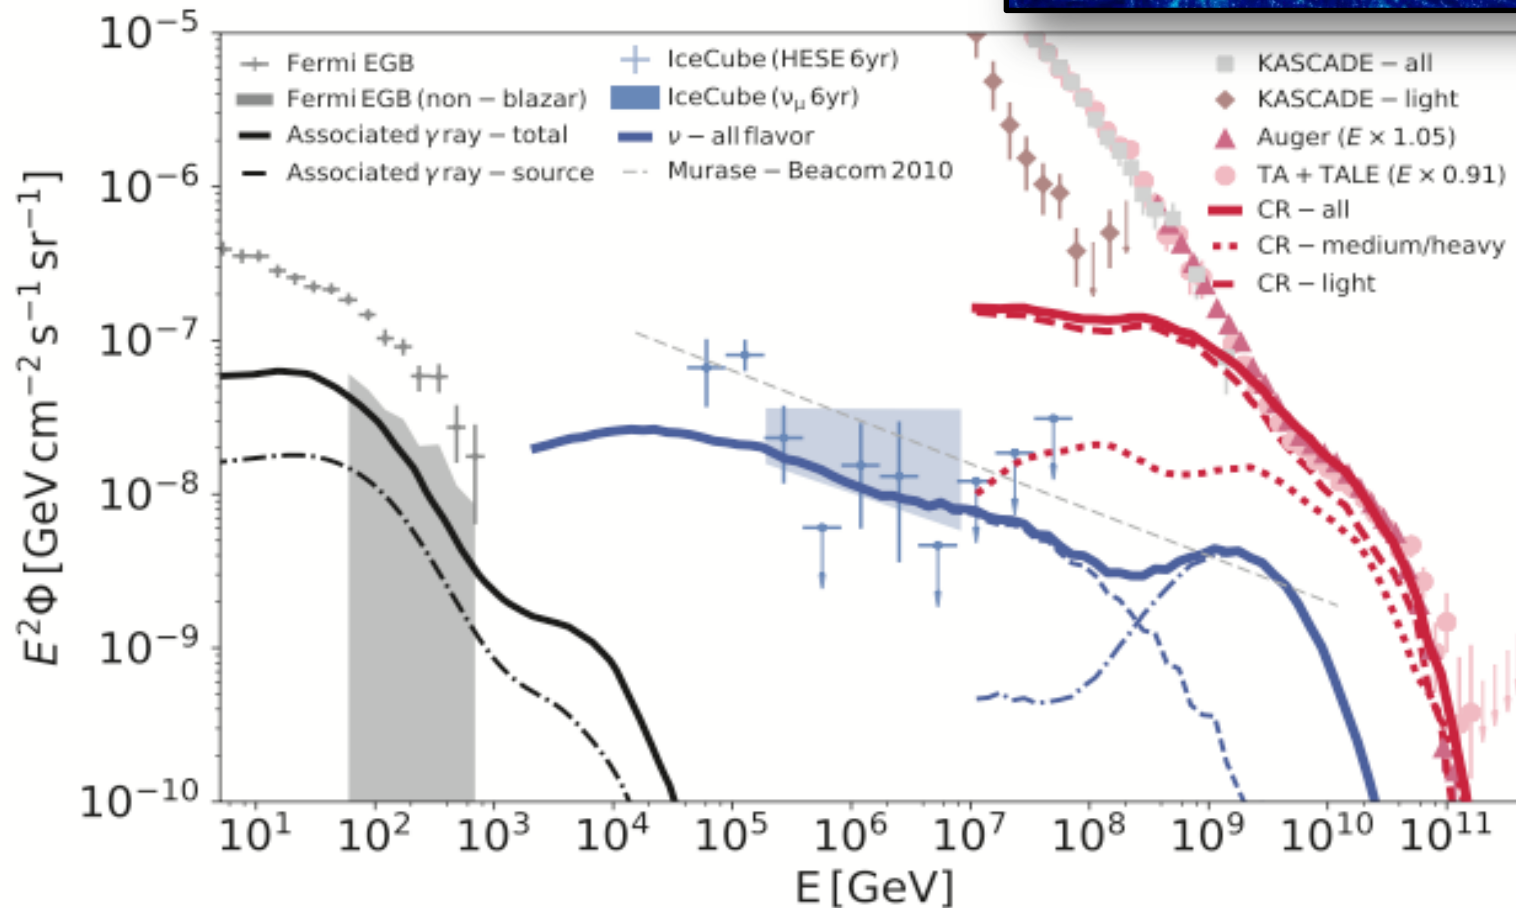 E²Φ [GeV cm⁻² s⁻¹ sr⁻¹]
10⁻⁵
10⁻⁶
10⁻⁷
10⁻⁸
10⁻⁹
10⁻¹⁰
Fermi EGB
Fermi EGB (non − blazar)
Associated γ ray − total
Associated γ ray − source
IceCube (HESE 6yr)
IceCube (νμ 6yr)
ν − all flavor
Murase − Beacom 2010
KASCADE − all
KASCADE − light
Auger (E × 1.05)
TA + TALE (E × 0.91)
CR − all
CR − medium/heavy
CR − light
10¹ 10² 10³ 10⁴ 10⁵ 10⁶ 10⁷ 10⁸ 10⁹ 10¹⁰ 10¹¹
E [GeV]